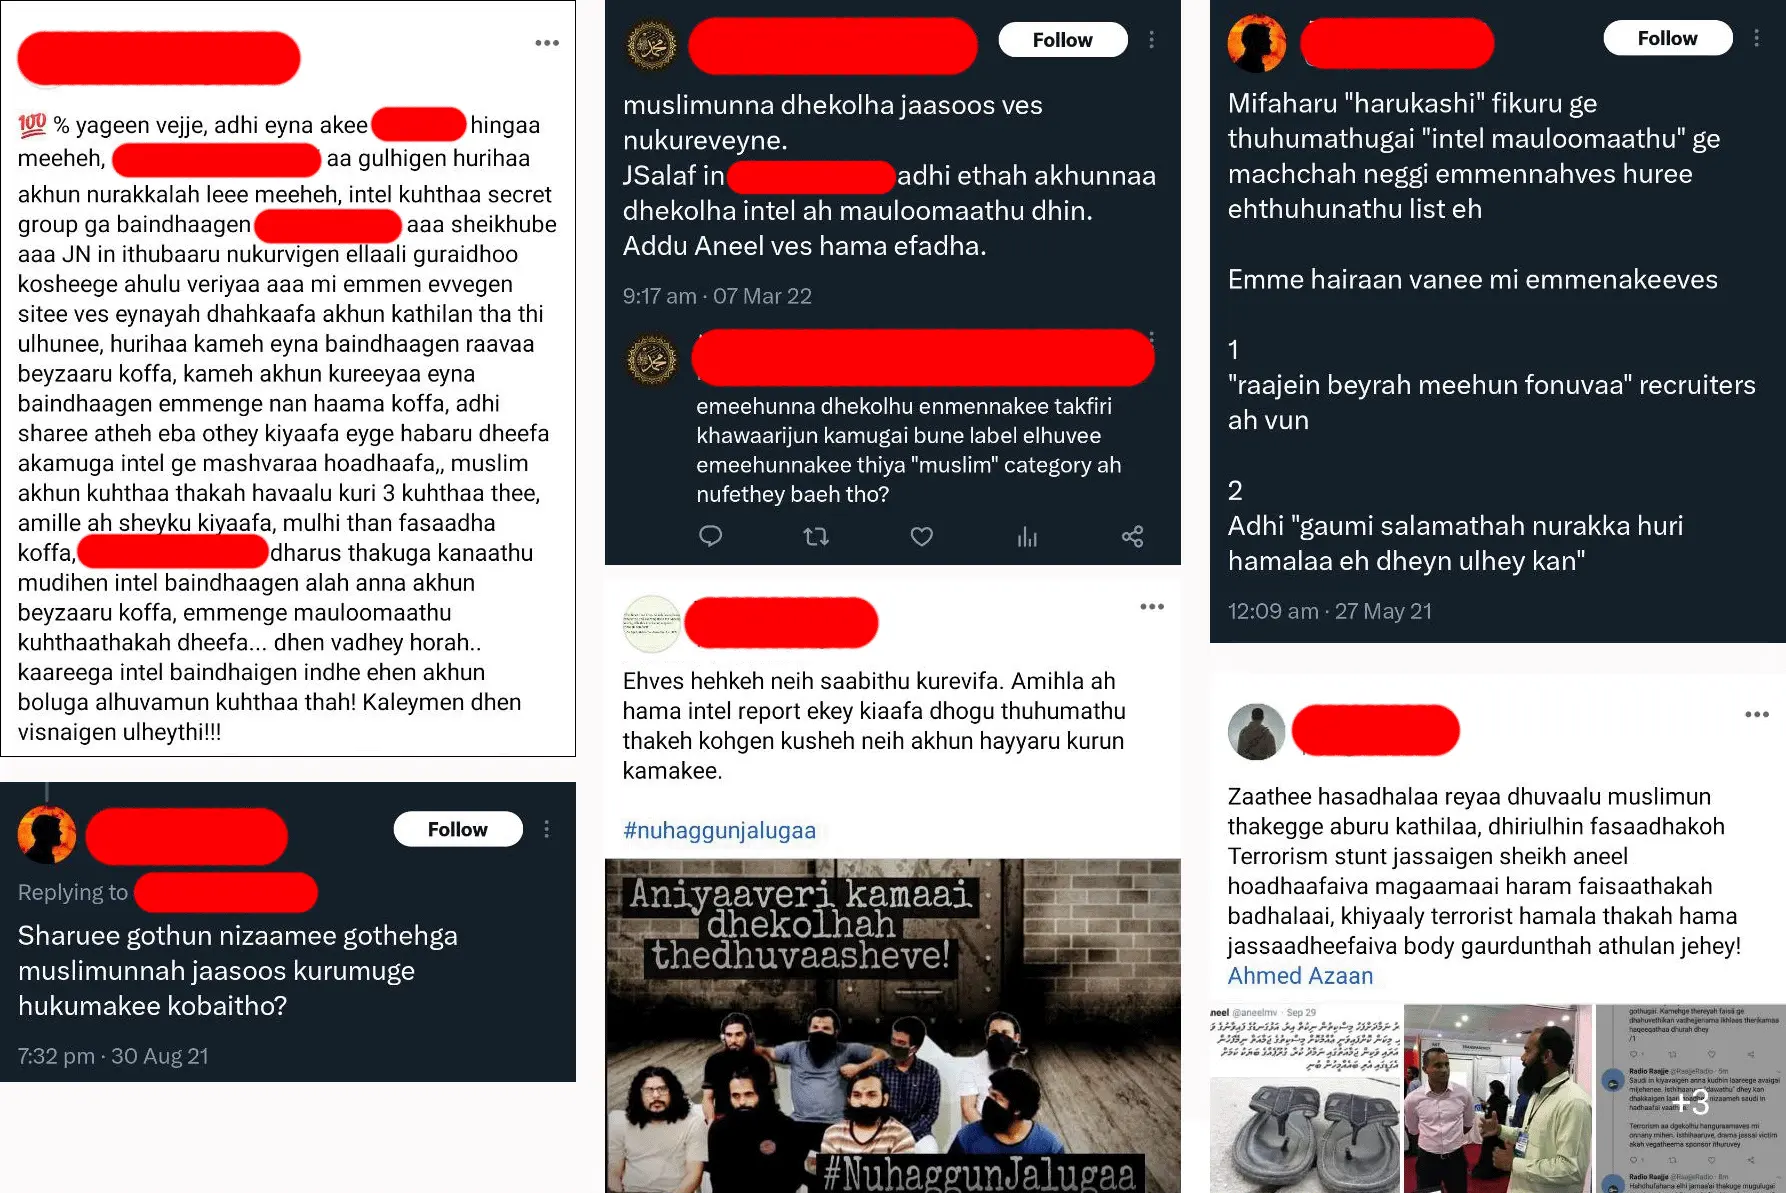 💯 % yageen vejje, adhi eyna akee hingaa
meeheh, aa gulhigen hurihaa
akhun nurakkalah leee meeheh, intel kuhthaa secret
group ga baindhaagen aaa sheikhube
aaa JN in ithubaaru nukurvigen ellaali guraidhoo
kosheege ahulu veriyaa aaa mi emmen evvegen
sitee ves eynayah dhahkaafa akhun kathilan tha thi
ulhunee, hurihaa kameh eyna baindhaagen raavaa
beyzaaru koffa, kameh akhun kureeyaa eyna
baindhaagen emmenge nan haama koffa, adhi
sharee atheh eba othey kiyaafa eyge habaru dheefa
akamuga intel ge mashvaraa hoadhaafa,, muslim
akhun kuhthaa thakah havaalu kuri 3 kuhthaa thee,
amille ah sheyku kiyaafa, mulhi than fasaadha
koffa, dharus thakuga kanaathu
mudihen intel baindhaagen alah anna akhun
beyzaaru koffa, emmenge mauloomaathu
kuhthaathakah dheefa... dhen vadhey horah..
kaareega intel baindhaigen indhe ehen akhun
boluga alhuvamun kuhthaa thah! Kaleymen dhen
visnaigen ulheythi!!!
Follow
Replying to
Sharuee gothun nizaamee gothehga
muslimunnah jaasoos kurumuge
hukumakee kobaitho?
7:32 pm · 30 Aug 21
Follow
muslimunna dhekolha jaasoos ves
nukureveyne.
JSalaf in adhi ethah akhunnaa
dhekolha intel ah mauloomaathu dhin.
Addu Aneel ves hama efadha.
9:17 am · 07 Mar 22
emeehunna dhekolhu enmennakee takfiri
khawaarijun kamugai bune label elhuvee
emeehunnakee thiya "muslim" category ah
nufethey baeh tho?
Ehves hehkeh neih saabithu kurevifa. Amihla ah
hama intel report ekey kiaafa dhogu thuhumathu
thakeh kohgen kusheh neih akhun hayyaru kurun
kamakee.
#nuhaggunjalugaa
Aniyaaveri kamaai
dhekolhah
thedhuvaasheve!
#NuhaggunJalugaa
Follow
Mifaharu "harukashi" fikuru ge
thuhumathugai "intel mauloomaathu" ge
machchah neggi emmennahves huree
ehthuhunathu list eh
Emme hairaan vanee mi emmenakeeves
1
"raajein beyrah meehun fonuvaa" recruiters
ah vun
2
Adhi "gaumi salamathah nurakka huri
hamalaa eh dheyn ulhey kan"
12:09 am · 27 May 21
Zaathee hasadhalaa reyaa dhuvaalu muslimun
thakegge aburu kathilaa, dhiriulhin fasaadhakoh
Terrorism stunt jassaigen sheikh aneel
hoadhaafaiva magaamaai haram faisaathakah
badhalaai, khiyaaly terrorist hamala thakah hama
jassaadheefaiva body gaurdunthah athulan jehey!
Ahmed Azaan
neel @aneelmv · Sep 29
+3
Radio Raajje @RaajjeRadio · 6m
Radio Raajje @RaajjeRadio · 8m